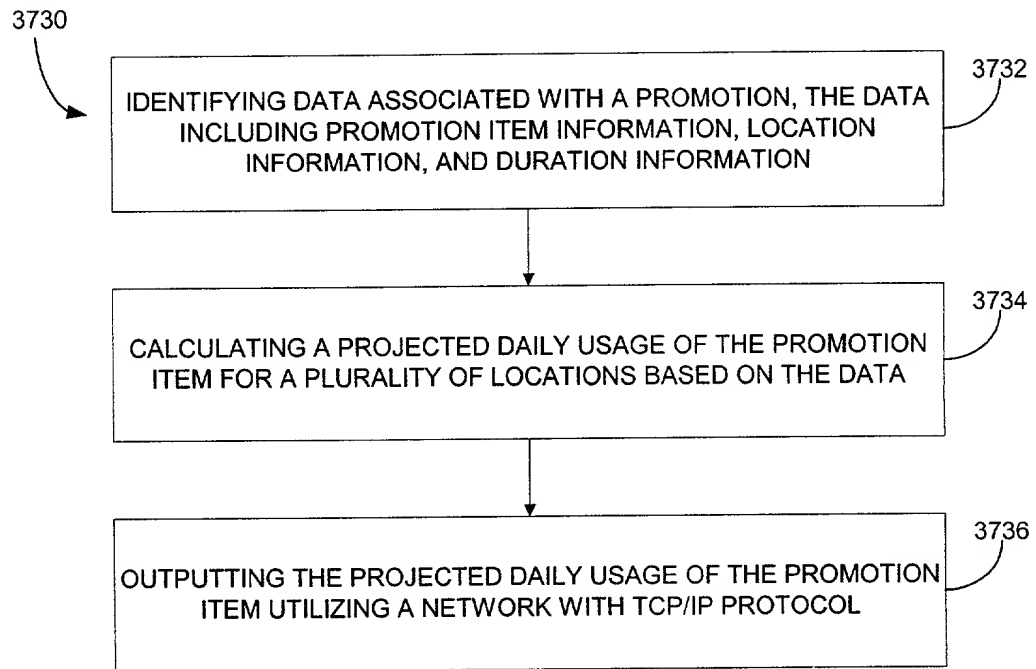 3730
3732
IDENTIFYING DATA ASSOCIATED WITH A PROMOTION, THE DATA
INCLUDING PROMOTION ITEM INFORMATION, LOCATION
INFORMATION, AND DURATION INFORMATION
3734
CALCULATING A PROJECTED DAILY USAGE OF THE PROMOTION
ITEM FOR A PLURALITY OF LOCATIONS BASED ON THE DATA
3736
OUTPUTTING THE PROJECTED DAILY USAGE OF THE PROMOTION
ITEM UTILIZING A NETWORK WITH TCP/IP PROTOCOL